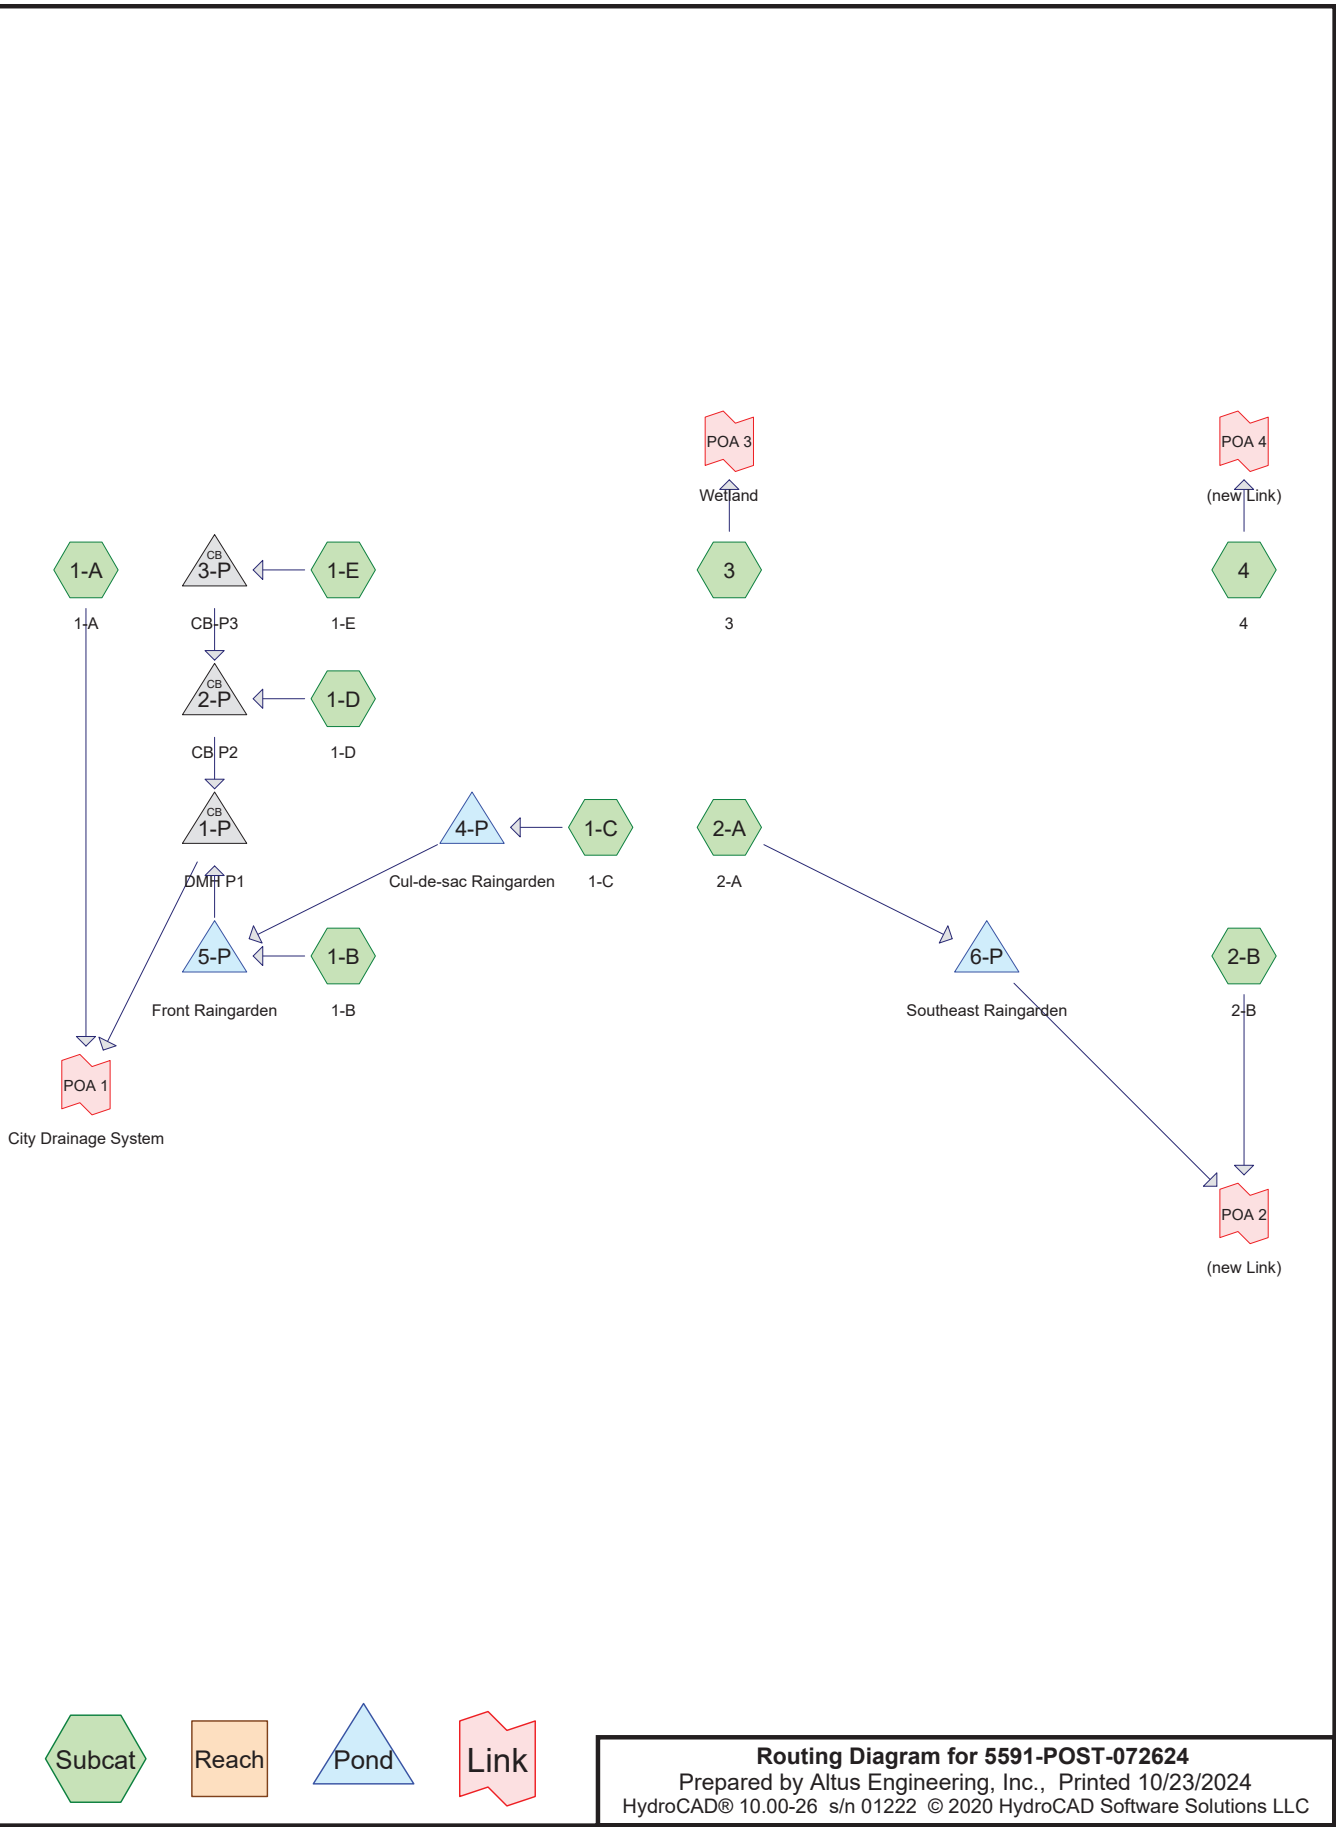 POA 3
POA 4
Wetland
(new Link)
1-A
CB
3-P
1-E
3
4
1-A
CB-P3
1-E
3
4
CB
2-P
1-D
CB P2
1-D
CB
1-P
4-P
1-C
2-A
DMH P1
Cul-de-sac Raingarden
1-C
2-A
5-P
1-B
6-P
2-B
Front Raingarden
1-B
Southeast Raingarden
2-B
POA 1
City Drainage System
POA 2
(new Link)
Subcat
Reach
Pond
Link
Routing Diagram for 5591-POST-072624
Prepared by Altus Engineering, Inc., Printed 10/23/2024
HydroCAD® 10.00-26 s/n 01222 © 2020 HydroCAD Software Solutions LLC